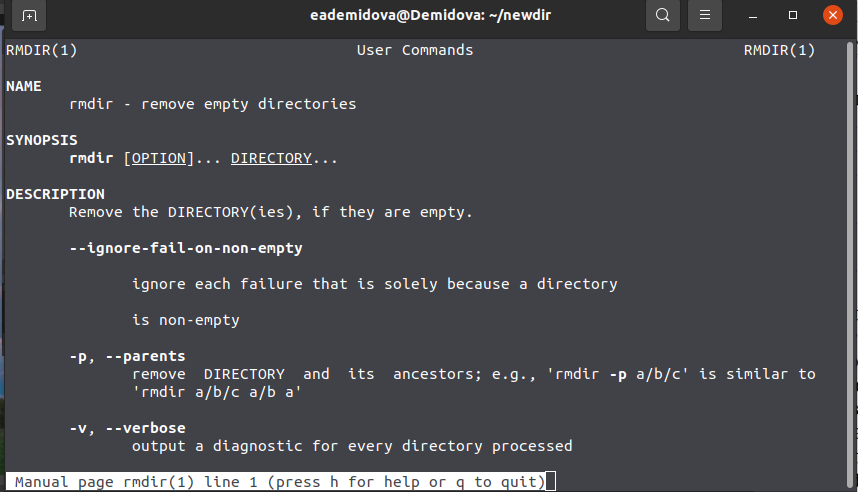 eademidova@Demidova: ~/newdir
RMDIR(1) User Commands RMDIR(1)
NAME
rmdir - remove empty directories
SYNOPSIS
rmdir [OPTION]... DIRECTORY...
DESCRIPTION
Remove the DIRECTORY(ies), if they are empty.
--ignore-fail-on-non-empty
ignore each failure that is solely because a directory
is non-empty
-p, --parents
remove DIRECTORY and its ancestors; e.g., 'rmdir -p a/b/c' is similar to
'rmdir a/b/c a/b a'
-v, --verbose
output a diagnostic for every directory processed
Manual page rmdir(1) line 1 (press h for help or q to quit)